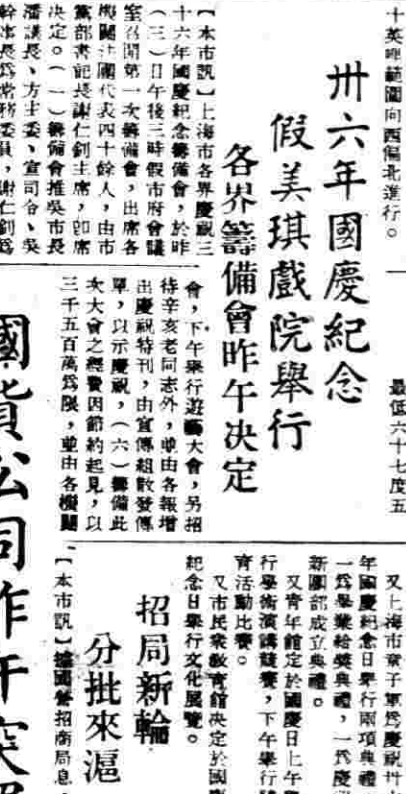 十英哩範圍向西偏北進行。
最低六十七度五
卅六年國慶紀念
假美琪戲院舉行
各界籌備會昨午決定
【本市訊】上海市各界慶祝三
十六年國慶紀念籌備會，於昨
（三）日午後三時假市府會議
室召開第一次籌備會，出席各
機關法團代表四十餘人，由市
黨部書記長謝仁釗主席，卽席
決定。（一）籌備會推吳市長
潘議長、方主委、宣司令、吳
幹事長爲常務委員，謝仁釗爲
會，下午舉行遊藝大會，另招
待辛亥老同志外，並由各報增
出慶祝特刊，由宣傳組散發傳
單，以示慶祝，（六）籌備此
次大會之經費因節約起見，以
三千五百萬爲限，並由各機關
國貨公司昨午突
又上海市童子軍爲慶祝卅
年國慶紀念日舉行兩項典禮
一爲舉業給獎典禮，一爲慶
新團部成立典禮。
又青年館定於國慶日上午
行學術演講競賽，下午舉行
育活動比賽。
又市民衆教育館決定於國慶
紀念日舉行文化展覽。
招局新輪
分批來滬
【本市訊】據國營招商局息，